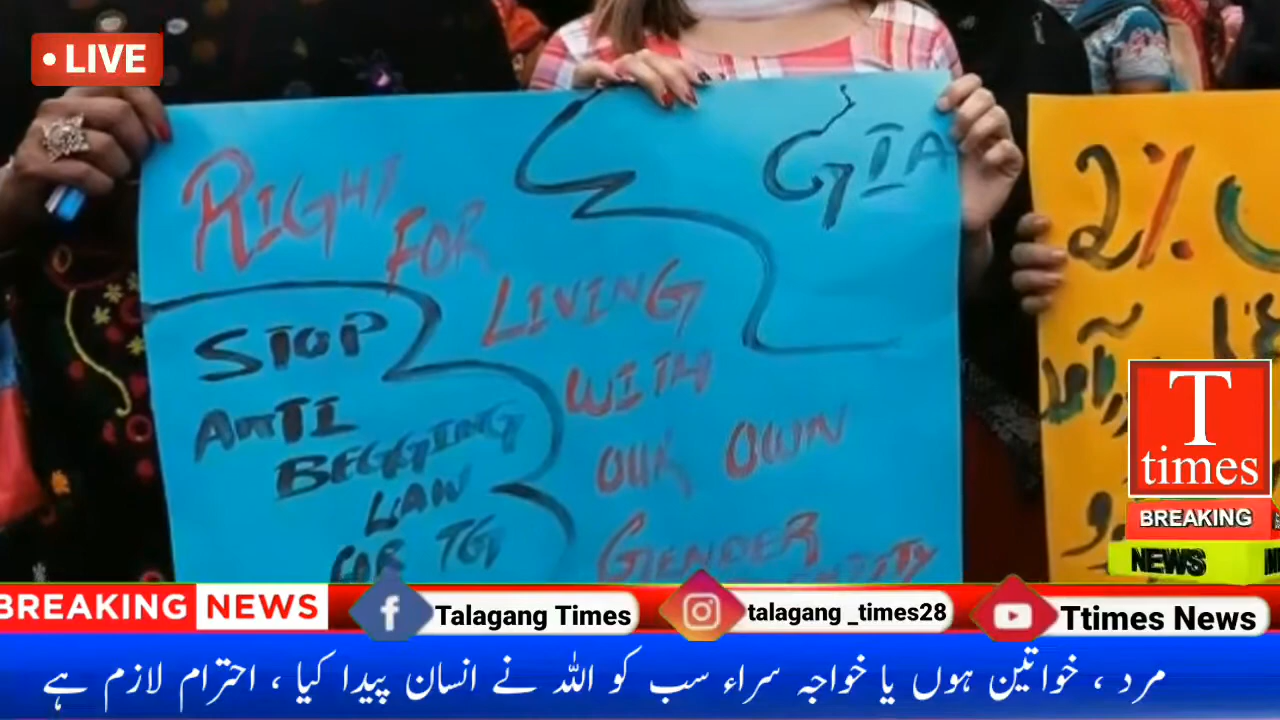 LIVE
GIA
RIGHT
FOR
LIVING
WITH
OUR OWN
GENDER
STOP
ANTI
BEGGING
LAW
FOR TG
2%
T
times
BREAKING
NEWS
BREAKING NEWS
Talagang Times
talagang _times28
Ttimes News
مرد ، خواتین ہوں یا خواجہ سراء سب کو اللہ نے انسان پیدا کیا ، احترام لازم ہے